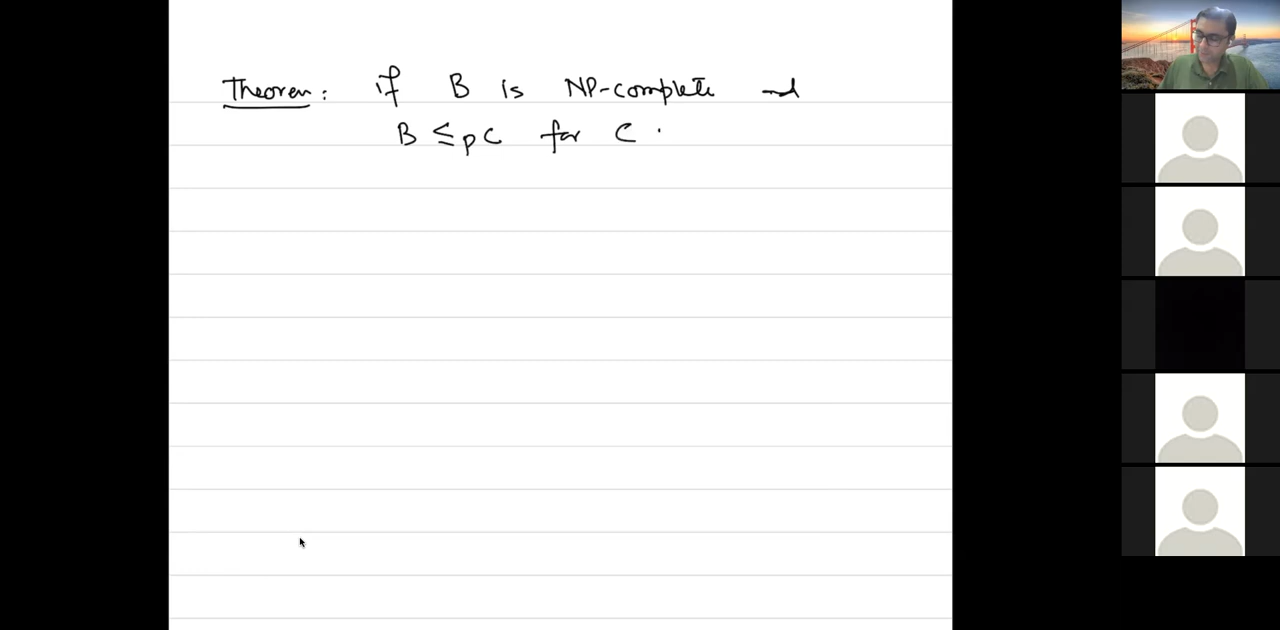 Theorem: if B is NP-complete and
B ≤p C for C